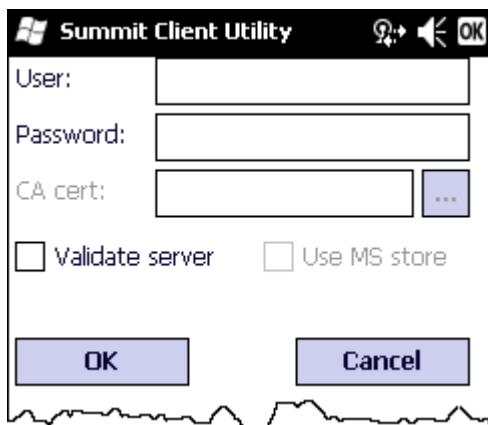 Summit Client Utility OK
User:
Password:
CA cert: ...
Validate server Use MS store
OK Cancel